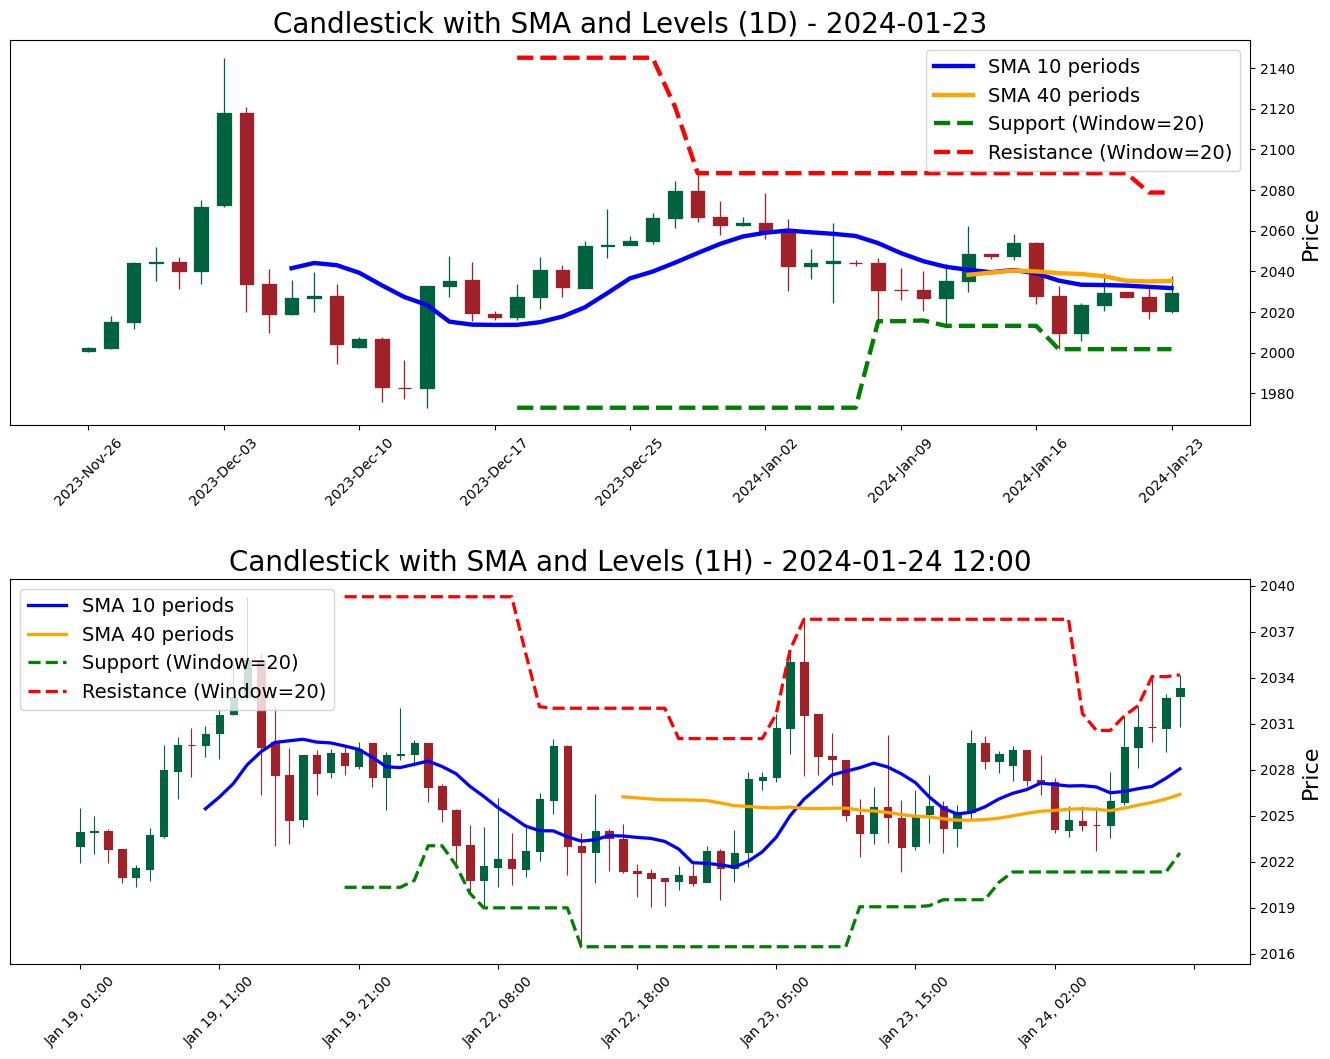 Candlestick with SMA and Levels (1D) - 2024-01-23
SMA 10 periods
SMA 40 periods
Support (Window=20)
Resistance (Window=20)
2140
2120
2100
2080
2060
2040
2020
2000
1980
Price
2023-Nov-26
2023-Dec-03
2023-Dec-10
2023-Dec-17
2023-Dec-25
2024-Jan-02
2024-Jan-09
2024-Jan-16
2024-Jan-23
Candlestick with SMA and Levels (1H) - 2024-01-24 12:00
SMA 10 periods
SMA 40 periods
Support (Window=20)
Resistance (Window=20)
2040
2037
2034
2031
2028
2025
2022
2019
2016
Price
Jan 19, 01:00
Jan 19, 11:00
Jan 19, 21:00
Jan 22, 08:00
Jan 22, 18:00
Jan 23, 05:00
Jan 23, 15:00
Jan 24, 02:00